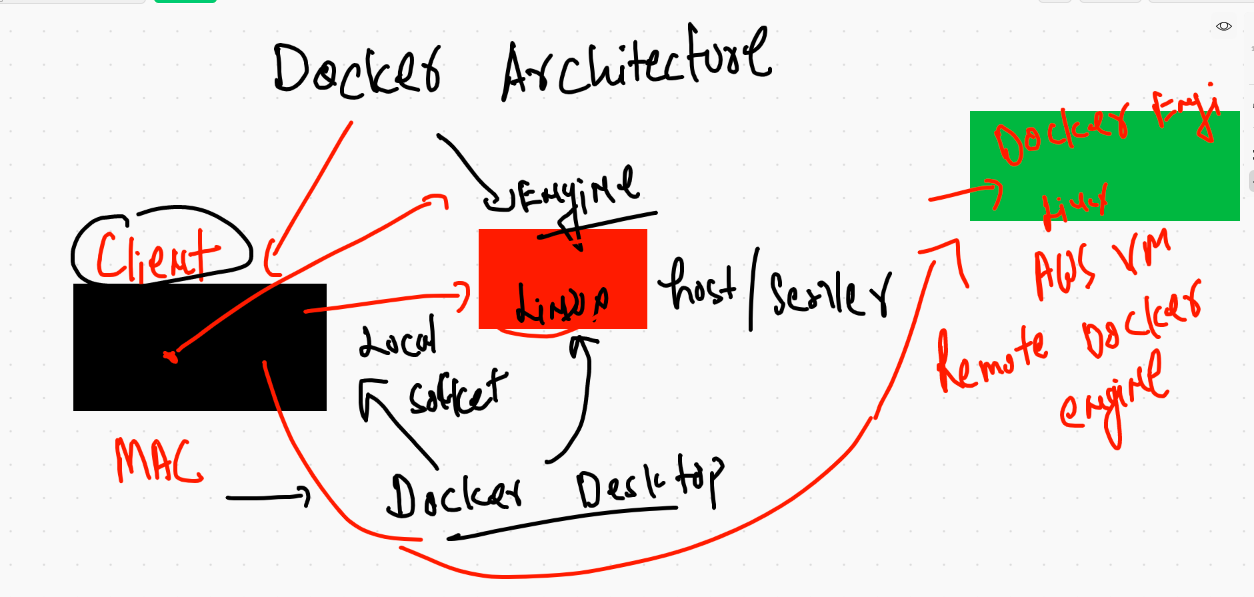 Docker Architecture
Engine
Client
Linux
host/Server
Local
Socket
MAC
Docker Desktop
Docker Engi
Linux
AWS VM
Remote Docker
engine